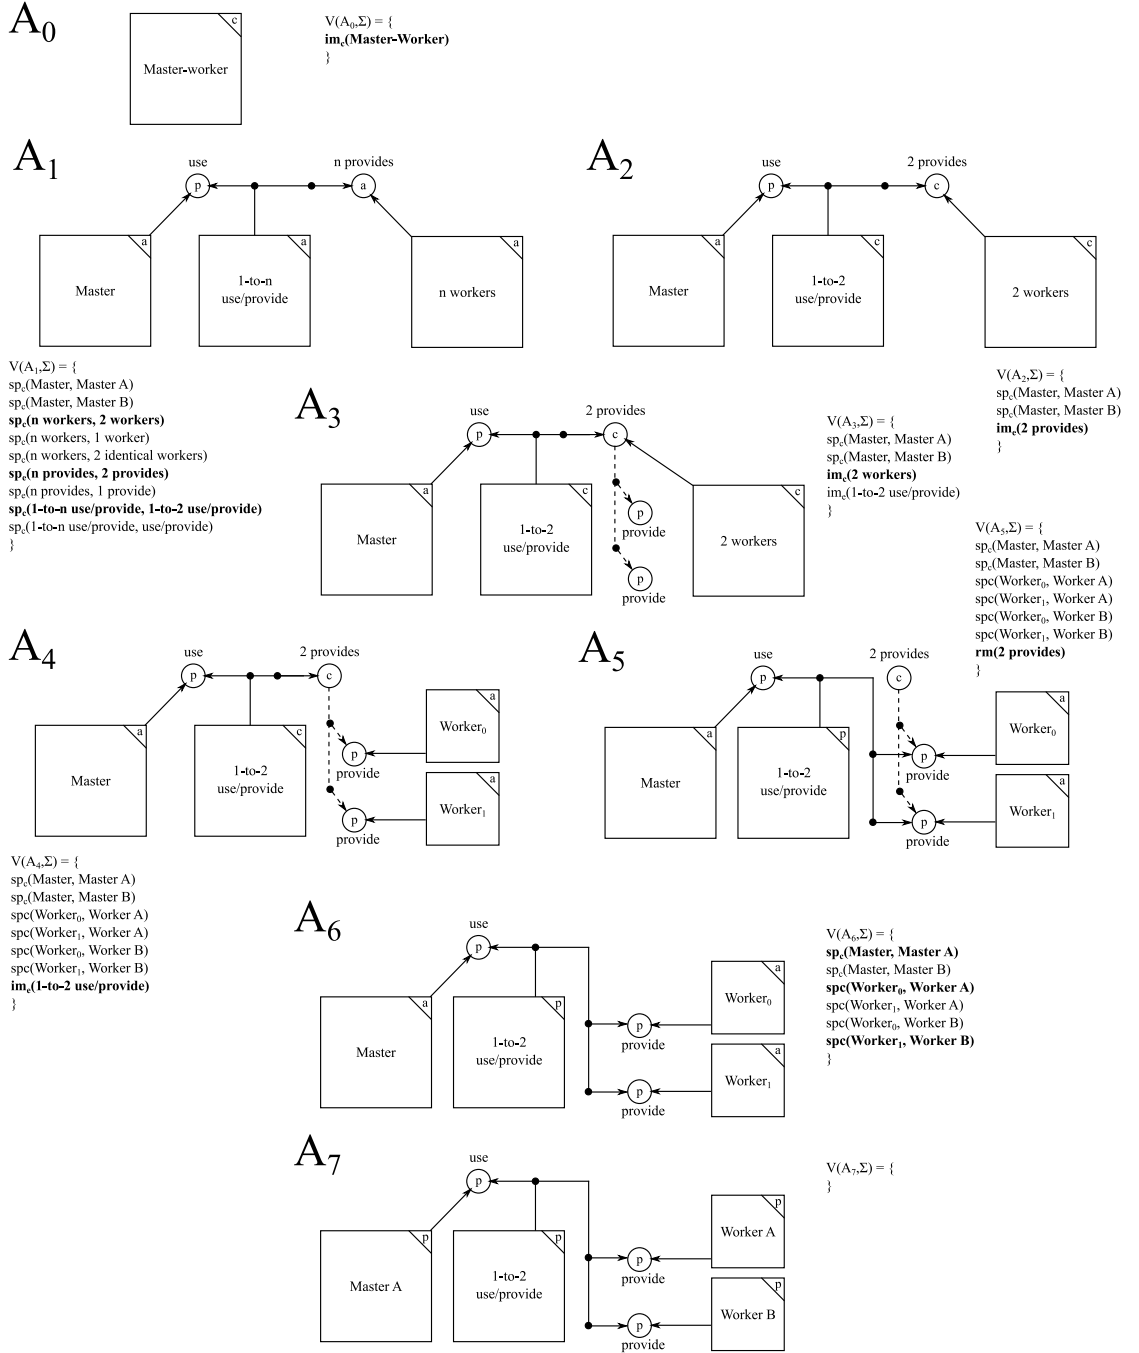 A0
c
Master-worker
V(A0,Σ) = {
imc(Master-Worker)
}
A1
use
n provides
p
a
a
Master
a
1-to-n
use/provide
a
n workers
V(A1,Σ) = {
spc(Master, Master A)
spc(Master, Master B)
spc(n workers, 2 workers)
spc(n workers, 1 worker)
spc(n workers, 2 identical workers)
spe(n provides, 2 provides)
spe(n provides, 1 provide)
spc(1-to-n use/provide, 1-to-2 use/provide)
spc(1-to-n use/provide, use/provide)
}
A2
use
2 provides
p
c
a
Master
c
1-to-2
use/provide
c
2 workers
V(A2,Σ) = {
spc(Master, Master A)
spc(Master, Master B)
ime(2 provides)
}
A3
use
2 provides
p
c
a
Master
c
1-to-2
use/provide
p
provide
p
provide
c
2 workers
V(A3,Σ) = {
spc(Master, Master A)
spc(Master, Master B)
imc(2 workers)
imc(1-to-2 use/provide)
}
A4
use
2 provides
p
c
a
Master
c
1-to-2
use/provide
p
provide
p
provide
a
Worker0
a
Worker1
V(A4,Σ) = {
spc(Master, Master A)
spc(Master, Master B)
spc(Worker0, Worker A)
spc(Worker1, Worker A)
spc(Worker0, Worker B)
spc(Worker1, Worker B)
imc(1-to-2 use/provide)
}
V(A5,Σ) = {
spc(Master, Master A)
spc(Master, Master B)
spc(Worker0, Worker A)
spc(Worker1, Worker A)
spc(Worker0, Worker B)
spc(Worker1, Worker B)
rm(2 provides)
}
A5
use
2 provides
p
c
a
Master
p
1-to-2
use/provide
p
provide
p
provide
a
Worker0
a
Worker1
A6
use
p
a
Master
p
1-to-2
use/provide
p
provide
p
provide
a
Worker0
a
Worker1
V(A6,Σ) = {
spc(Master, Master A)
spc(Master, Master B)
spc(Worker0, Worker A)
spc(Worker1, Worker A)
spc(Worker0, Worker B)
spc(Worker1, Worker B)
}
A7
use
p
p
Master A
p
1-to-2
use/provide
p
provide
p
provide
p
Worker A
p
Worker B
V(A7,Σ) = {
}